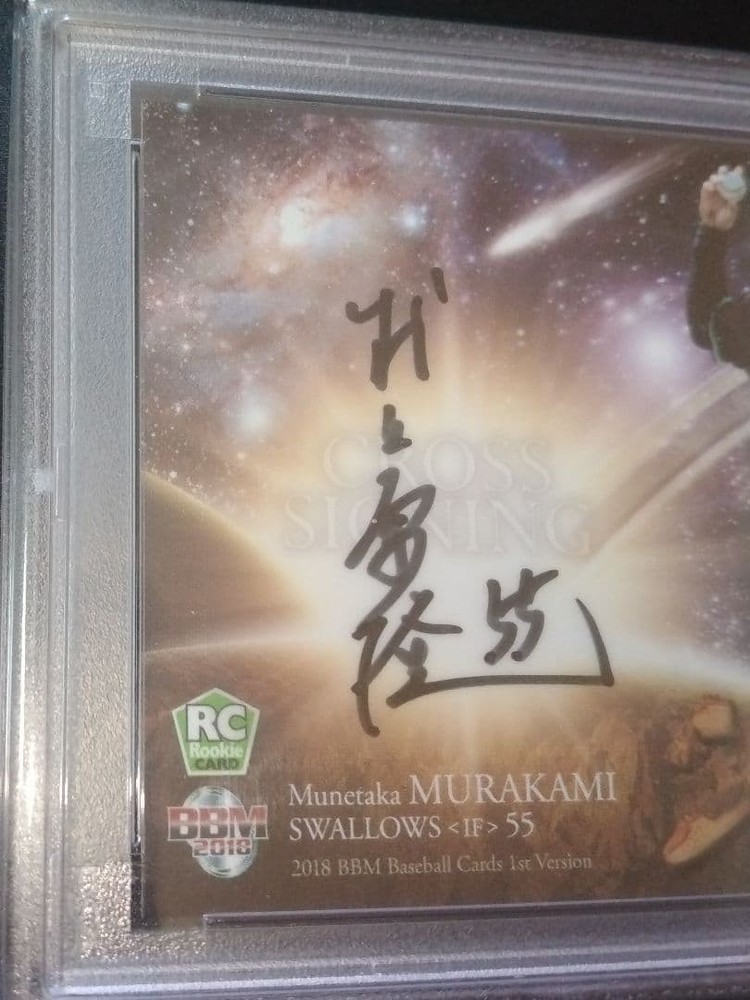 村上宗隆
55
CROSS
SIGNING
RC
Rookie
CARD
BBM
2018
Munetaka MURAKAMI
SWALLOWS <IF> 55
2018 BBM Baseball Cards 1st Version